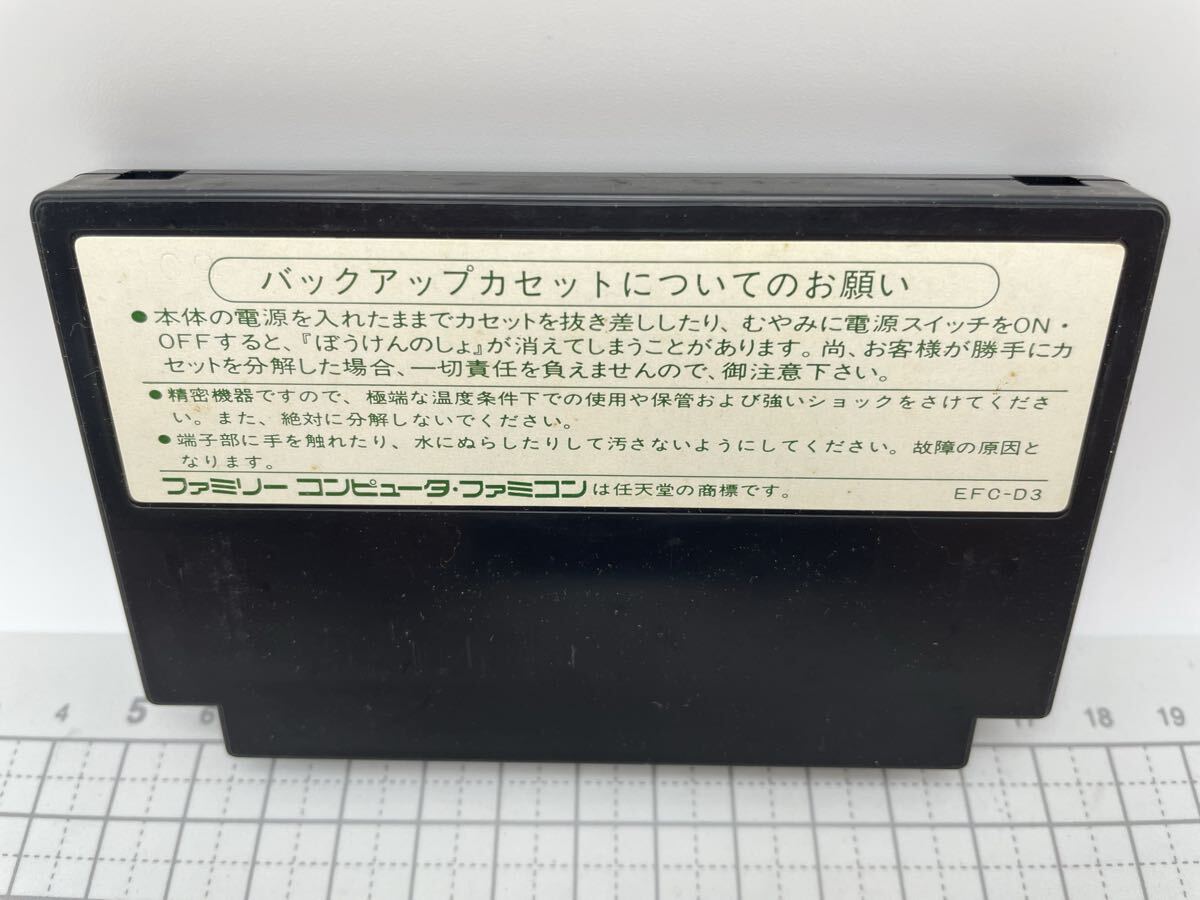 バックアップカセットについてのお願い
●本体の電源を入れたままでカセットを抜き差ししたり、むやみに電源スイッチをON・
OFFすると、『ぼうけんのしょ』が消えてしまうことがあります。尚、お客様が勝手にカ
セットを分解した場合、一切責任を負えませんので、御注意下さい。
●精密機器ですので、極端な温度条件下での使用や保管および強いショックをさけてくださ
い。また、絶対に分解しないでください。
●端子部に手を触れたり、水にぬらしたりして汚さないようにしてください。故障の原因と
なります。
ファミリー コンピュータ・ファミコンは任天堂の商標です。 EFC-D3
4 5 6 17 18 19